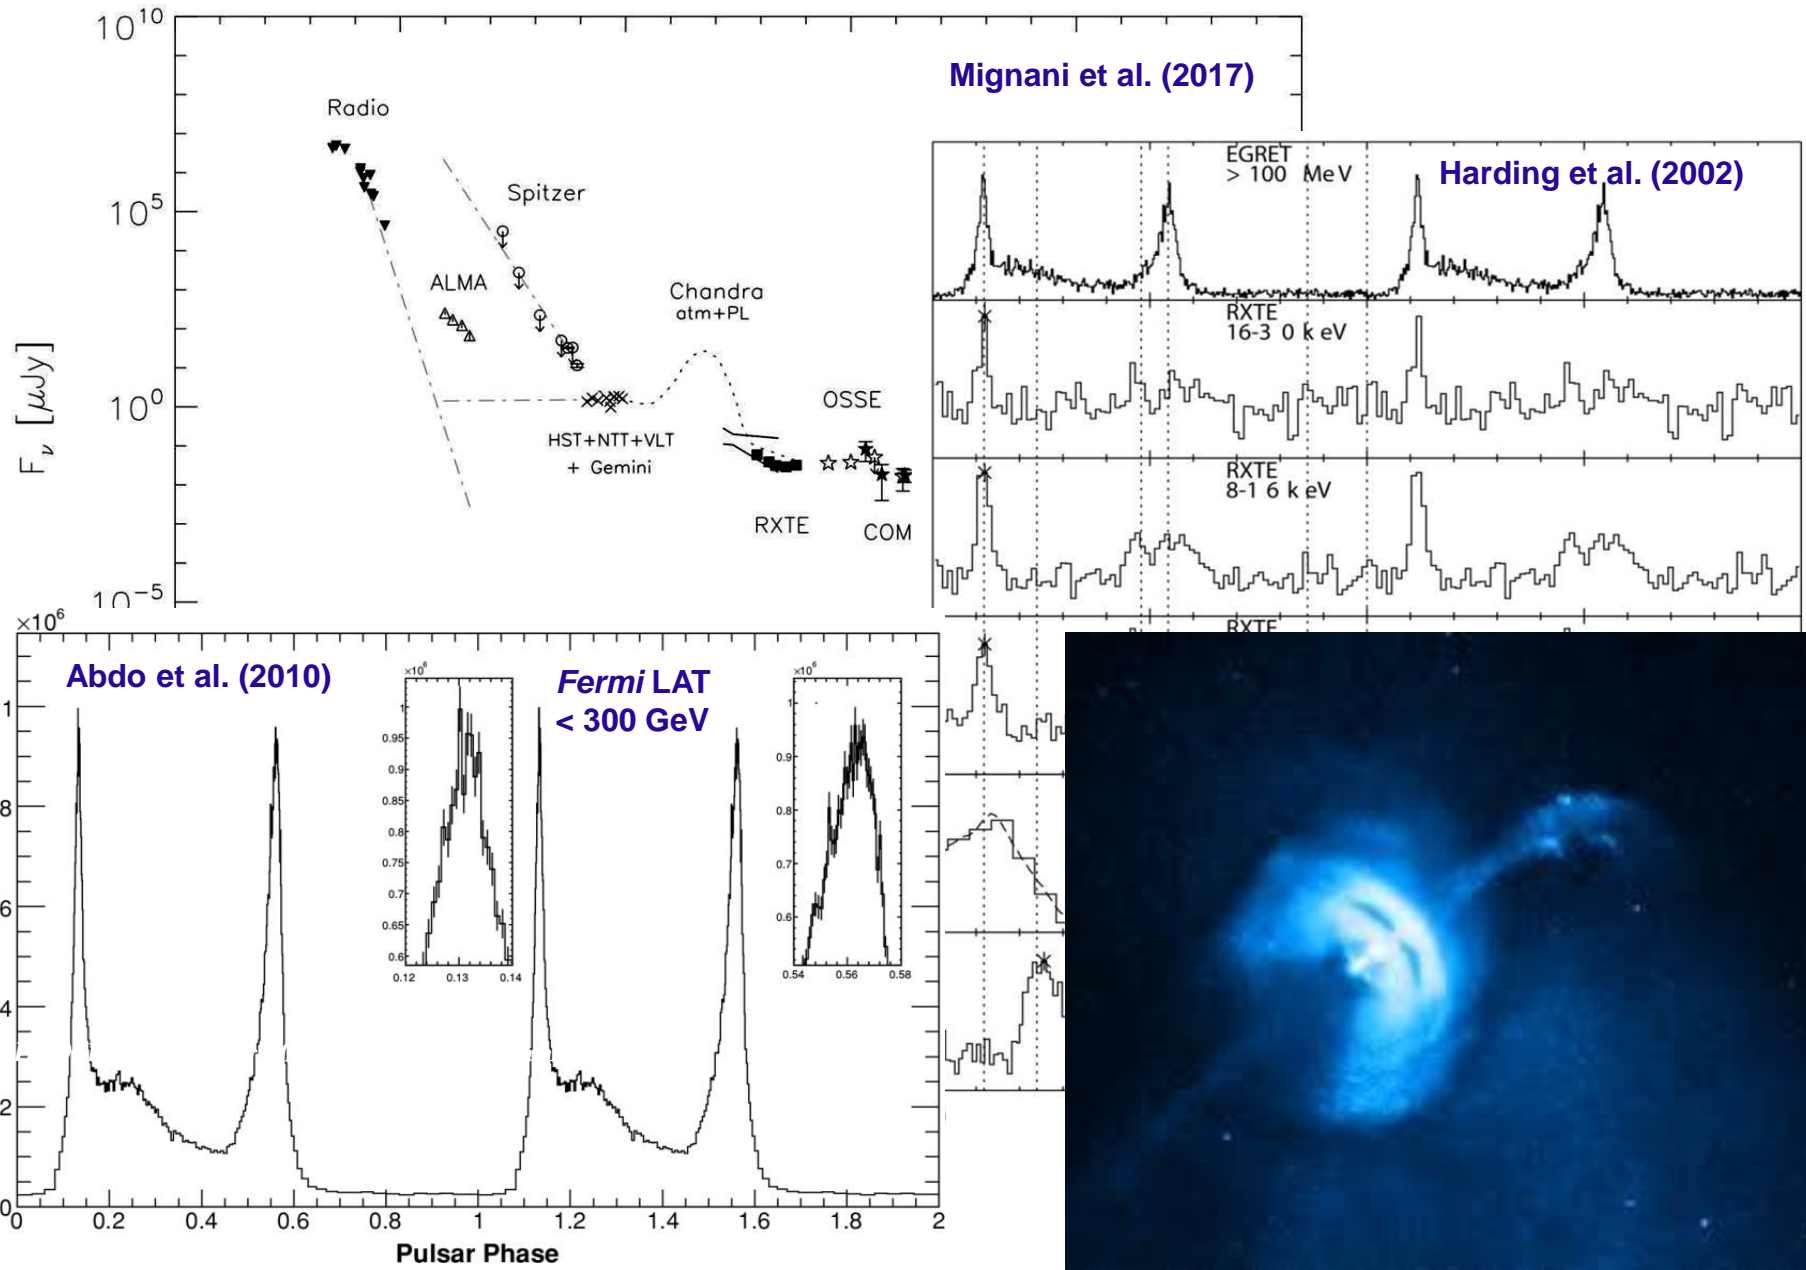 10^10
Mignani et al. (2017)
Radio
Spitzer
10^5
ALMA
Chandra
atm+PL
10^0
OSSE
HST+NTT+VLT
+ Gemini
RXTE
COM
10^-5
F_ν [μJy]
EGRET
> 100 MeV
Harding et al. (2002)
RXTE
16-3 0 k eV
RXTE
8-1 6 k eV
RXTE
×10^6
Abdo et al. (2010)
Fermi LAT
< 300 GeV
×10^6
1
0.95
0.9
0.85
0.8
0.75
0.7
0.65
0.6
0.12 0.13 0.14
×10^6
1
0.9
0.8
0.7
0.6
0.54 0.56 0.58
1
8
6
4
2
0
0 0.2 0.4 0.6 0.8 1 1.2 1.4 1.6 1.8 2
Pulsar Phase